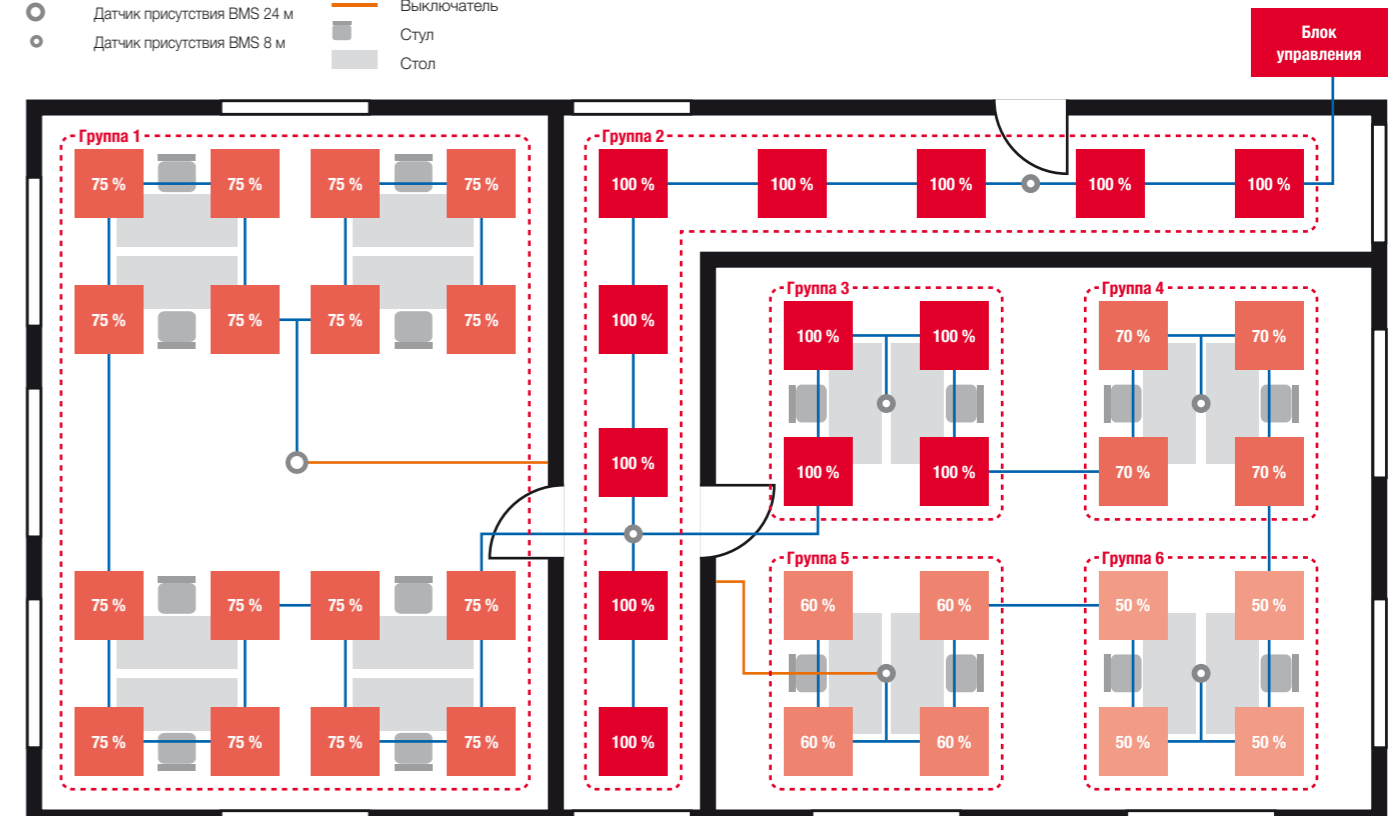 Датчик присутствия BMS 24 м
Выключатель
Датчик присутствия BMS 8 м
Стул
Стол
Блок
управления
Группа 1
Группа 2
75 % 75 % 75 % 75 % 100 % 100 % 100 % 100 % 100 %
Группа 3
Группа 4
75 % 75 % 75 % 75 % 100 % 100 % 100 % 70 % 70 %
100 % 100 % 100 % 70 % 70 %
Группа 5
Группа 6
75 % 75 % 75 % 75 % 100 % 60 % 60 % 50 % 50 %
75 % 75 % 75 % 75 % 100 % 60 % 60 % 50 % 50 %